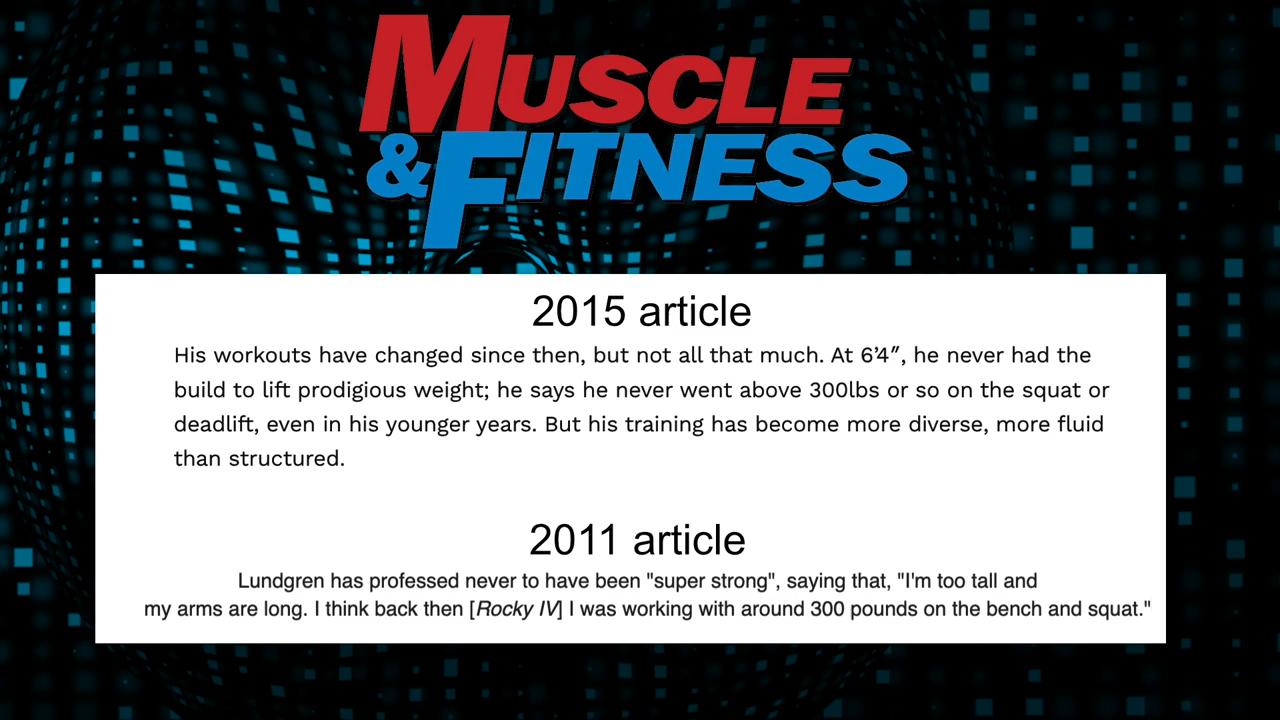 MUSCLE
&FITNESS
2015 article
His workouts have changed since then, but not all that much. At 6’4″, he never had the
build to lift prodigious weight; he says he never went above 300lbs or so on the squat or
deadlift, even in his younger years. But his training has become more diverse, more fluid
than structured.
2011 article
Lundgren has professed never to have been "super strong", saying that, "I'm too tall and
my arms are long. I think back then [Rocky IV] I was working with around 300 pounds on the bench and squat."